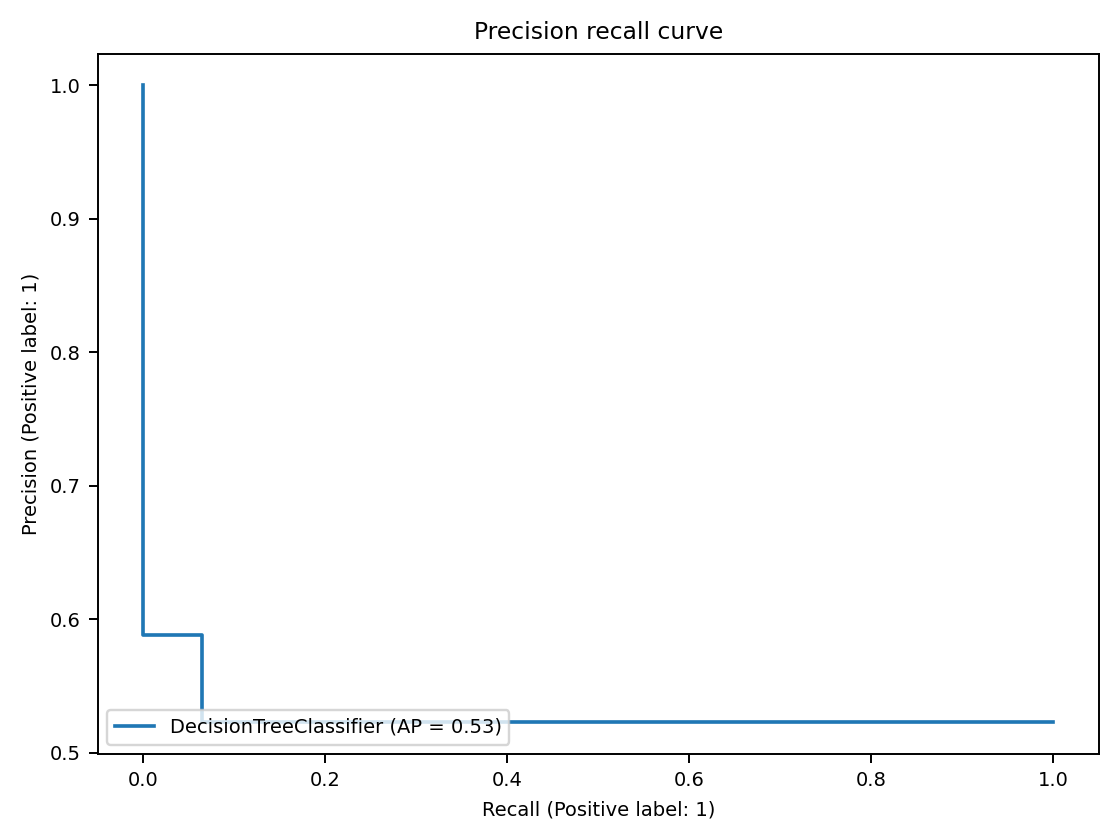 Precision recall curve
1.0
0.9
0.8
0.7
0.6
0.5
Precision (Positive label: 1)
DecisionTreeClassifier (AP = 0.53)
0.0 0.2 0.4 0.6 0.8 1.0
Recall (Positive label: 1)